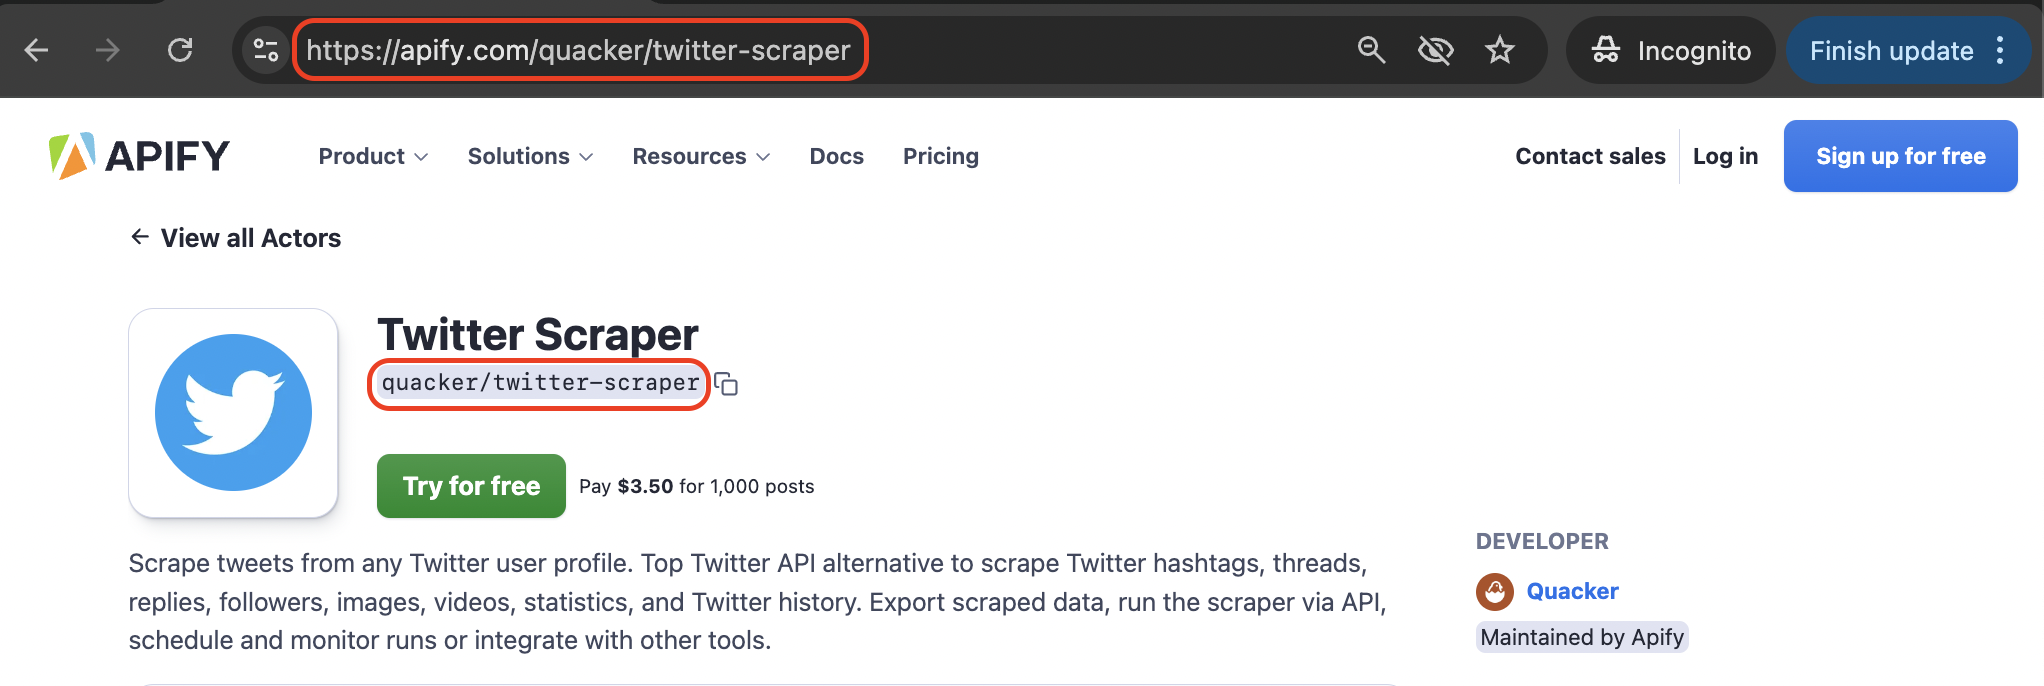 https://apify.com/quacker/twitter-scraper
Incognito
Finish update
APIFY
Product
Solutions
Resources
Docs
Pricing
Contact sales
Log in
Sign up for free
← View all Actors
Twitter Scraper
quacker/twitter-scraper
Try for free
Pay $3.50 for 1,000 posts
Scrape tweets from any Twitter user profile. Top Twitter API alternative to scrape Twitter hashtags, threads,
replies, followers, images, videos, statistics, and Twitter history. Export scraped data, run the scraper via API,
schedule and monitor runs or integrate with other tools.
DEVELOPER
Quacker
Maintained by Apify